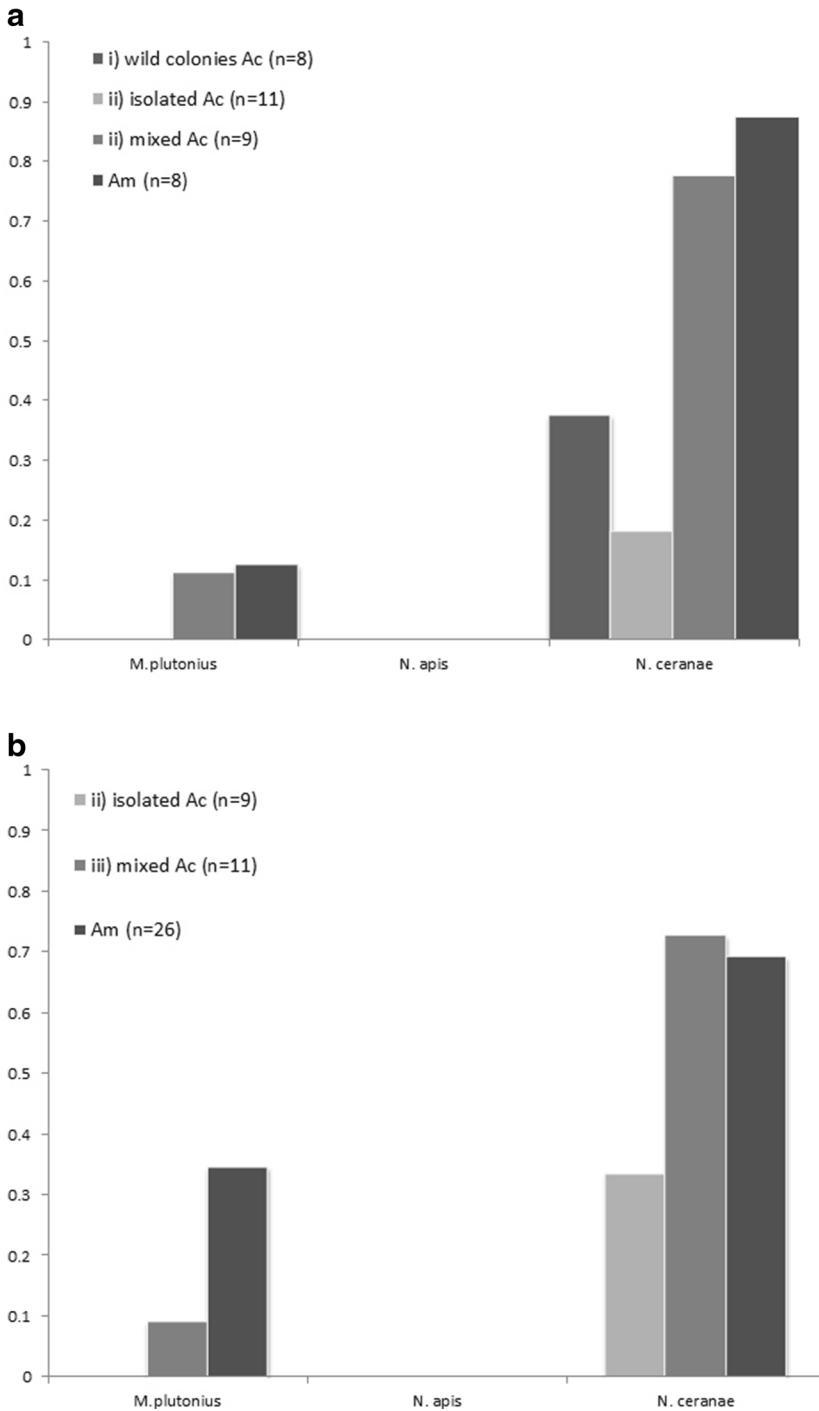 a
1
i) wild colonies Ac (n=8)
0.9
ii) isolated Ac (n=11)
ii) mixed Ac (n=9)
0.8
Am (n=8)
0.7
0.6
0.5
0.4
0.3
0.2
0.1
0
M.plutonius N. apis N. ceranae
b
1
ii) isolated Ac (n=9)
0.9
iii) mixed Ac (n=11)
0.8
Am (n=26)
0.7
0.6
0.5
0.4
0.3
0.2
0.1
0
M.plutonius N. apis N. ceranae